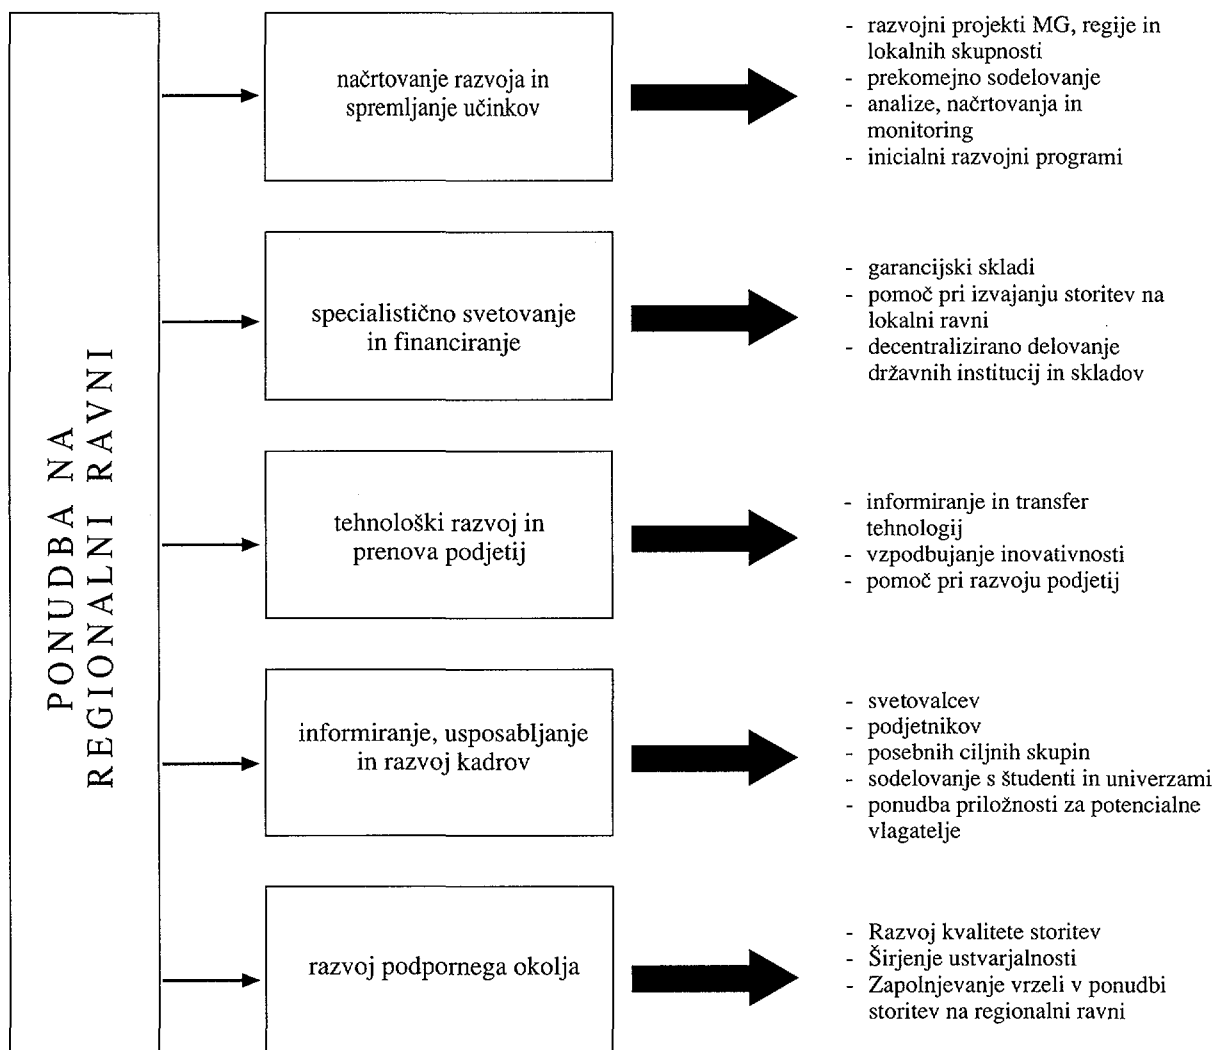 PONUDBA NA
REGIONALNI RAVNI
načrtovanje razvoja in
spremljanje učinkov
- razvojni projekti MG, regije in
lokalnih skupnosti
- prekomejno sodelovanje
- analize, načrtovanja in
monitoring
- inicialni razvojni programi
specialistično svetovanje
in financiranje
- garancijski skladi
- pomoč pri izvajanju storitev na
lokalni ravni
- decentralizirano delovanje
državnih institucij in skladov
tehnološki razvoj in
prenova podjetij
- informiranje in transfer
tehnologij
- vzpodbujanje inovativnosti
- pomoč pri razvoju podjetij
informiranje, usposabljanje
in razvoj kadrov
- svetovalcev
- podjetnikov
- posebnih ciljnih skupin
- sodelovanje s študenti in univerzami
- ponudba priložnosti za potencialne
vlagatelje
razvoj podpornega okolja
- Razvoj kvalitete storitev
- Širjenje ustvarjalnosti
- Zapolnjevanje vrzeli v ponudbi
storitev na regionalni ravni